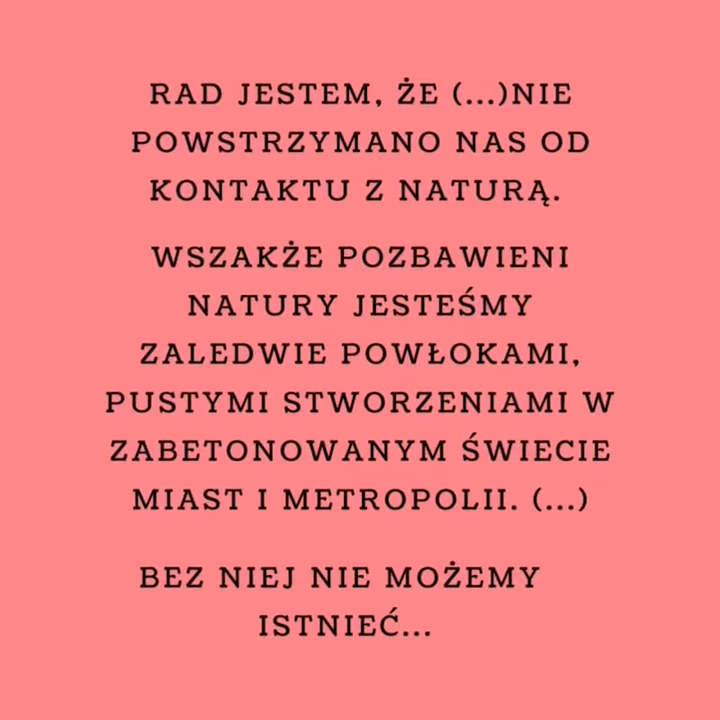 RAD JESTEM, ŻE (...)NIE
POWSTRZYMANO NAS OD
KONTAKTU Z NATURĄ.
WSZAKŻE POZBAWIENI
NATURY JESTEŚMY
ZALEDWIE POWŁOKAMI,
PUSTYMI STWORZENIAMI W
ZABETONOWANYM ŚWIECIE
MIAST I METROPOLII. (...)
BEZ NIEJ NIE MOŻEMY
ISTNIEĆ...